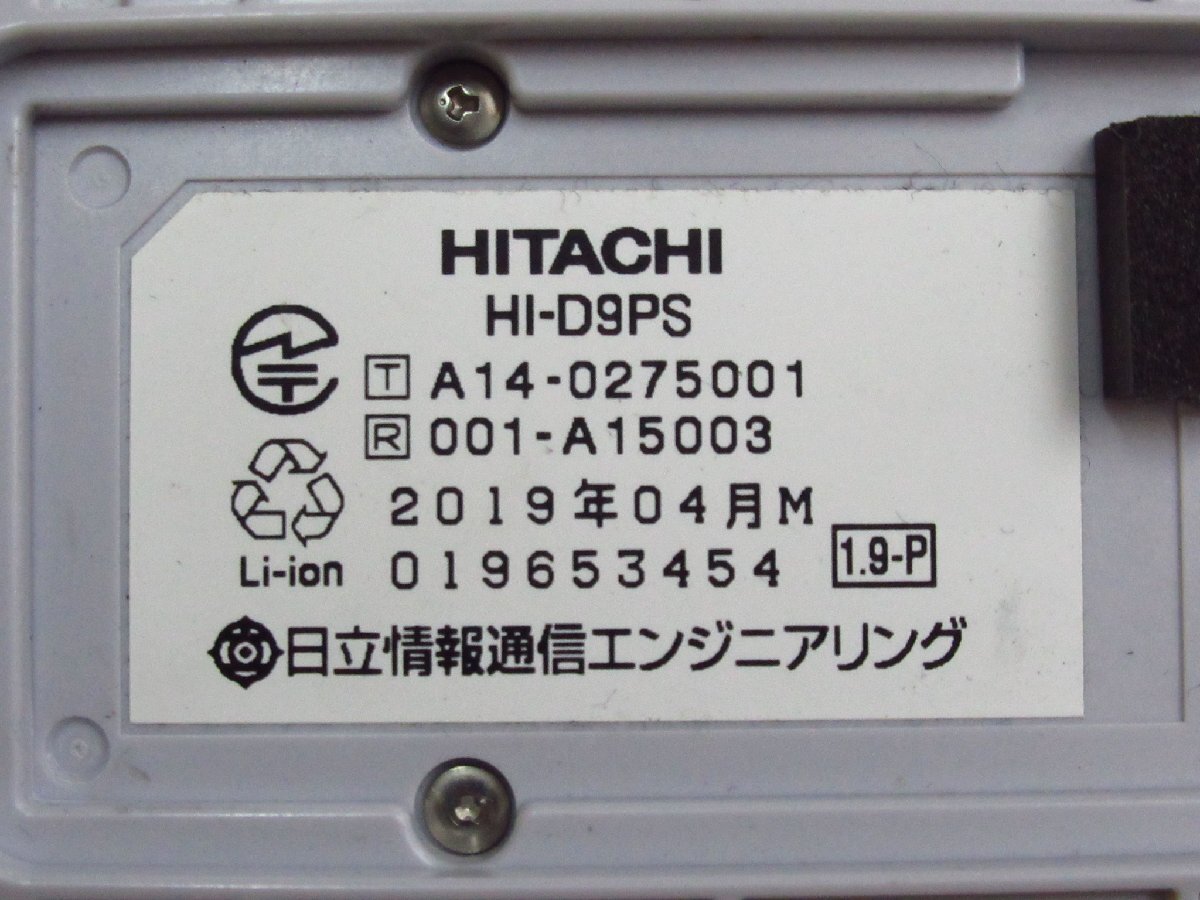 HITACHI
HI-D9PS
T A14-0275001
R 001-A15003
2019年04月M
Li-ion 019653454 1.9-P
日立情報通信エンジニアリング